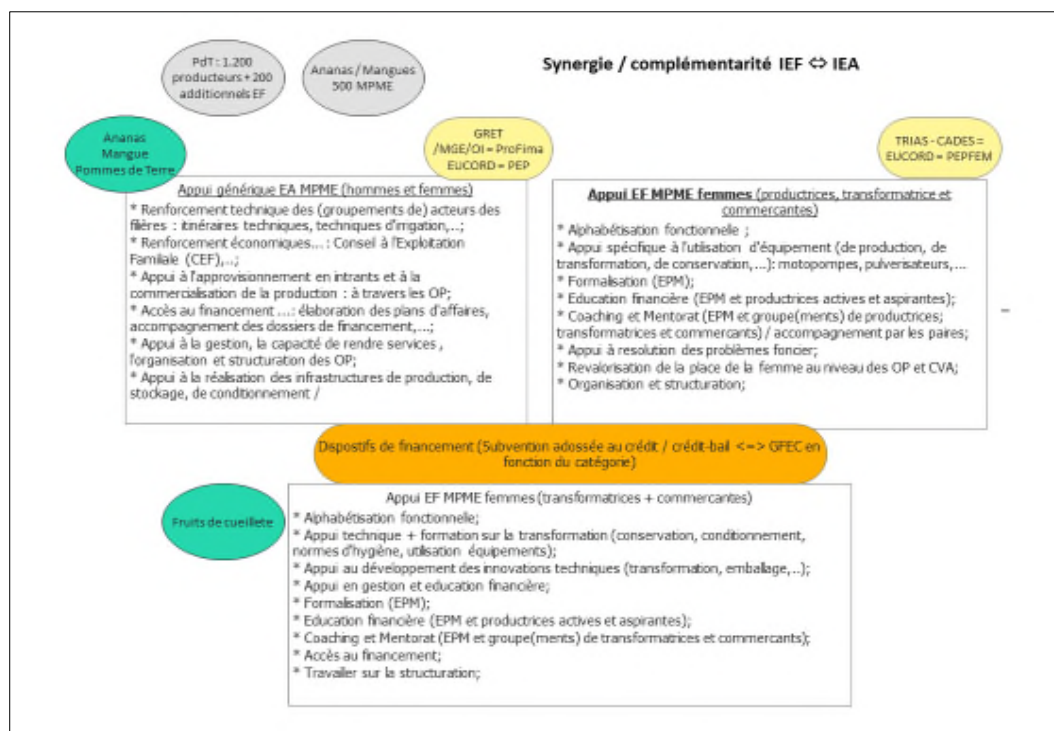 Synergie / complémentarité IEF ⇔ IEA
PdT : 1.200
producteurs + 200
additionnels EF
Ananas / Mangues
500 MPME
Ananas
Mangue
Pommes de Terre
GRET
/MGE/OI = ProFima
EUCORD = PEP
TRIAS - CADES =
EUCORD = PEPFEM
Appui générique EA MPME (hommes et femmes)
* Renforcement technique des (groupements de) acteurs des
filières : itinéraires techniques, techniques d'irrigation,...;
* Renforcement économiques... : Conseil à l'Exploitation
Familiale (CEF),..;
* Appui à l'approvisionnement en intrants et à la
commercialisation de la production : à travers les OP;
* Accès au financement ...: élaboration des plans d'affaires,
accompagnement des dossiers de financement,...;
* Appui à la gestion, la capacité de rendre services ,
l'organisation et structuration des OP;
* Appui à la réalisation des infrastructures de production, de
stockage, de conditionnement /
Appui EF MPME femmes (productrices, transformatrice et
commercantes)
* Alphabétisation fonctionnelle ;
* Appui spécifique à l'utilisation d'équipement (de production, de
transformation, de conservation,...): motopompes, pulverisateurs,...
* Formalisation (EPM);
* Education financière (EPM et productrices actives et aspirantes);
* Coaching et Mentorat (EPM et groupe(ments) de productrices;
transformatrices et commercants) / accompagnement par les paires;
* Appui à resolution des problèmes foncier;
* Revalorisation de la place de la femme au niveau des OP et CVA;
* Organisation et structuration;
Dispostifs de financement (Subvention adossée au crédit / crédit-bail <=> GFEC en
fonction du catégorie)
Fruits de cueillete
Appui EF MPME femmes (transformatrices + commercantes)
* Alphabétisation fonctionnelle;
* Appui technique + formation sur la transformation (conservation, conditionnement,
normes d'hygiène, utilisation équipements);
* Appui au développement des innovations techniques (transformation, emballage,..);
* Appui en gestion et education financière;
* Formalisation (EPM);
* Education financière (EPM et productrices actives et aspirantes);
* Coaching et Mentorat (EPM et groupe(ments) de transformatrices et commercants);
* Accès au financement;
* Travailer sur la structuration;